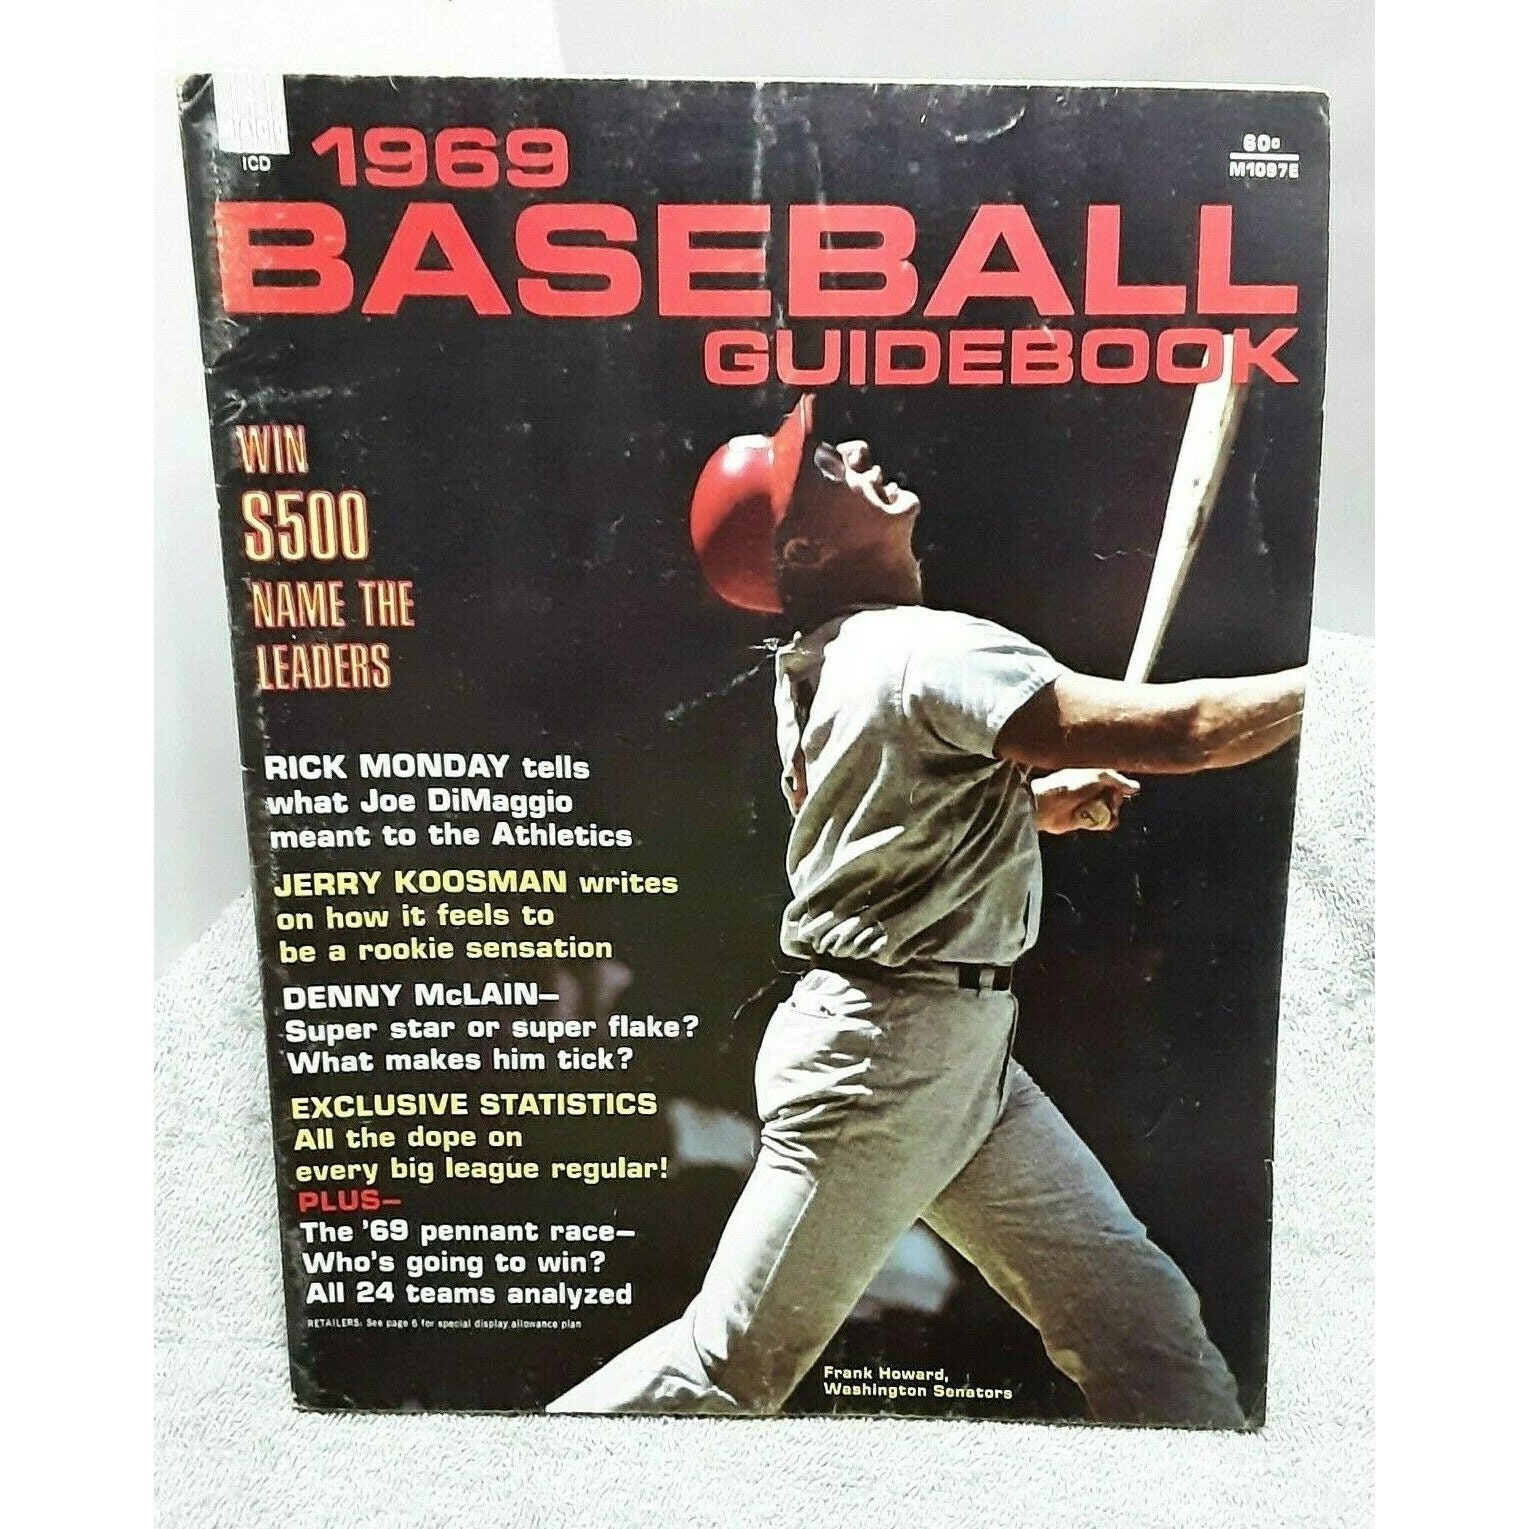 ICD
1969
60¢
M1097E
BASEBALL
GUIDEBOOK
WIN
$500
NAME THE
LEADERS
RICK MONDAY tells
what Joe DiMaggio
meant to the Athletics
JERRY KOOSMAN writes
on how it feels to
be a rookie sensation
DENNY McLAIN—
Super star or super flake?
What makes him tick?
EXCLUSIVE STATISTICS
All the dope on
every big league regular!
PLUS—
The '69 pennant race—
Who's going to win?
All 24 teams analyzed
RETAILERS: See page 6 for special display allowance plan
Frank Howard,
Washington Senators